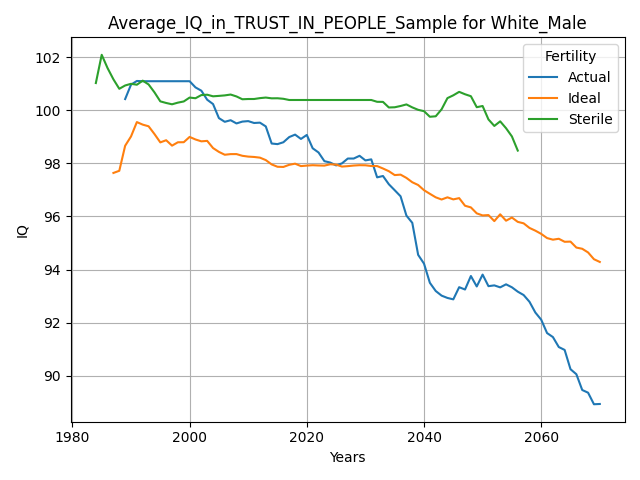 Average_IQ_in_TRUST_IN_PEOPLE_Sample for White_Male
Fertility
Actual
Ideal
Sterile
IQ
102
100
98
96
94
92
90
1980
2000
2020
2040
2060
Years